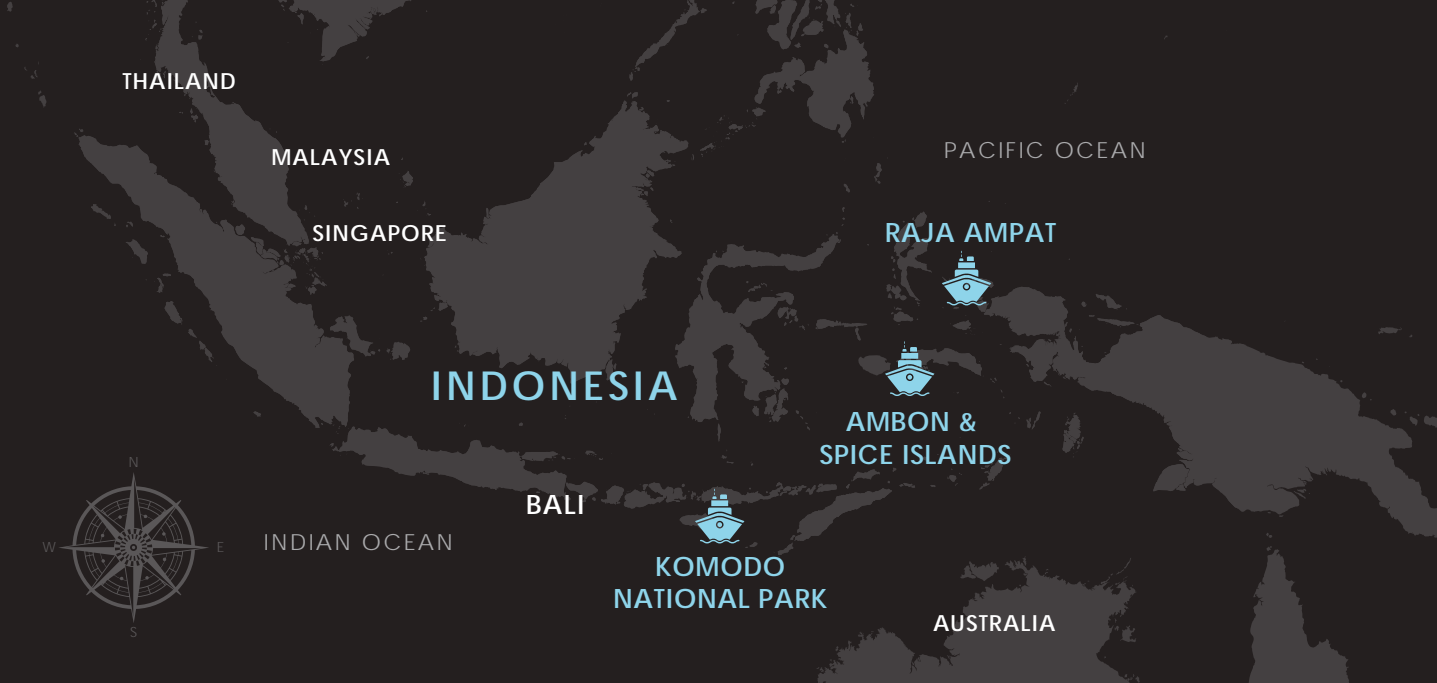 THAILAND
MALAYSIA
PACIFIC OCEAN
SINGAPORE
RAJA AMPAT
INDONESIA
AMBON &
SPICE ISLANDS
N
W
E
S
BALI
INDIAN OCEAN
KOMODO
NATIONAL PARK
AUSTRALIA